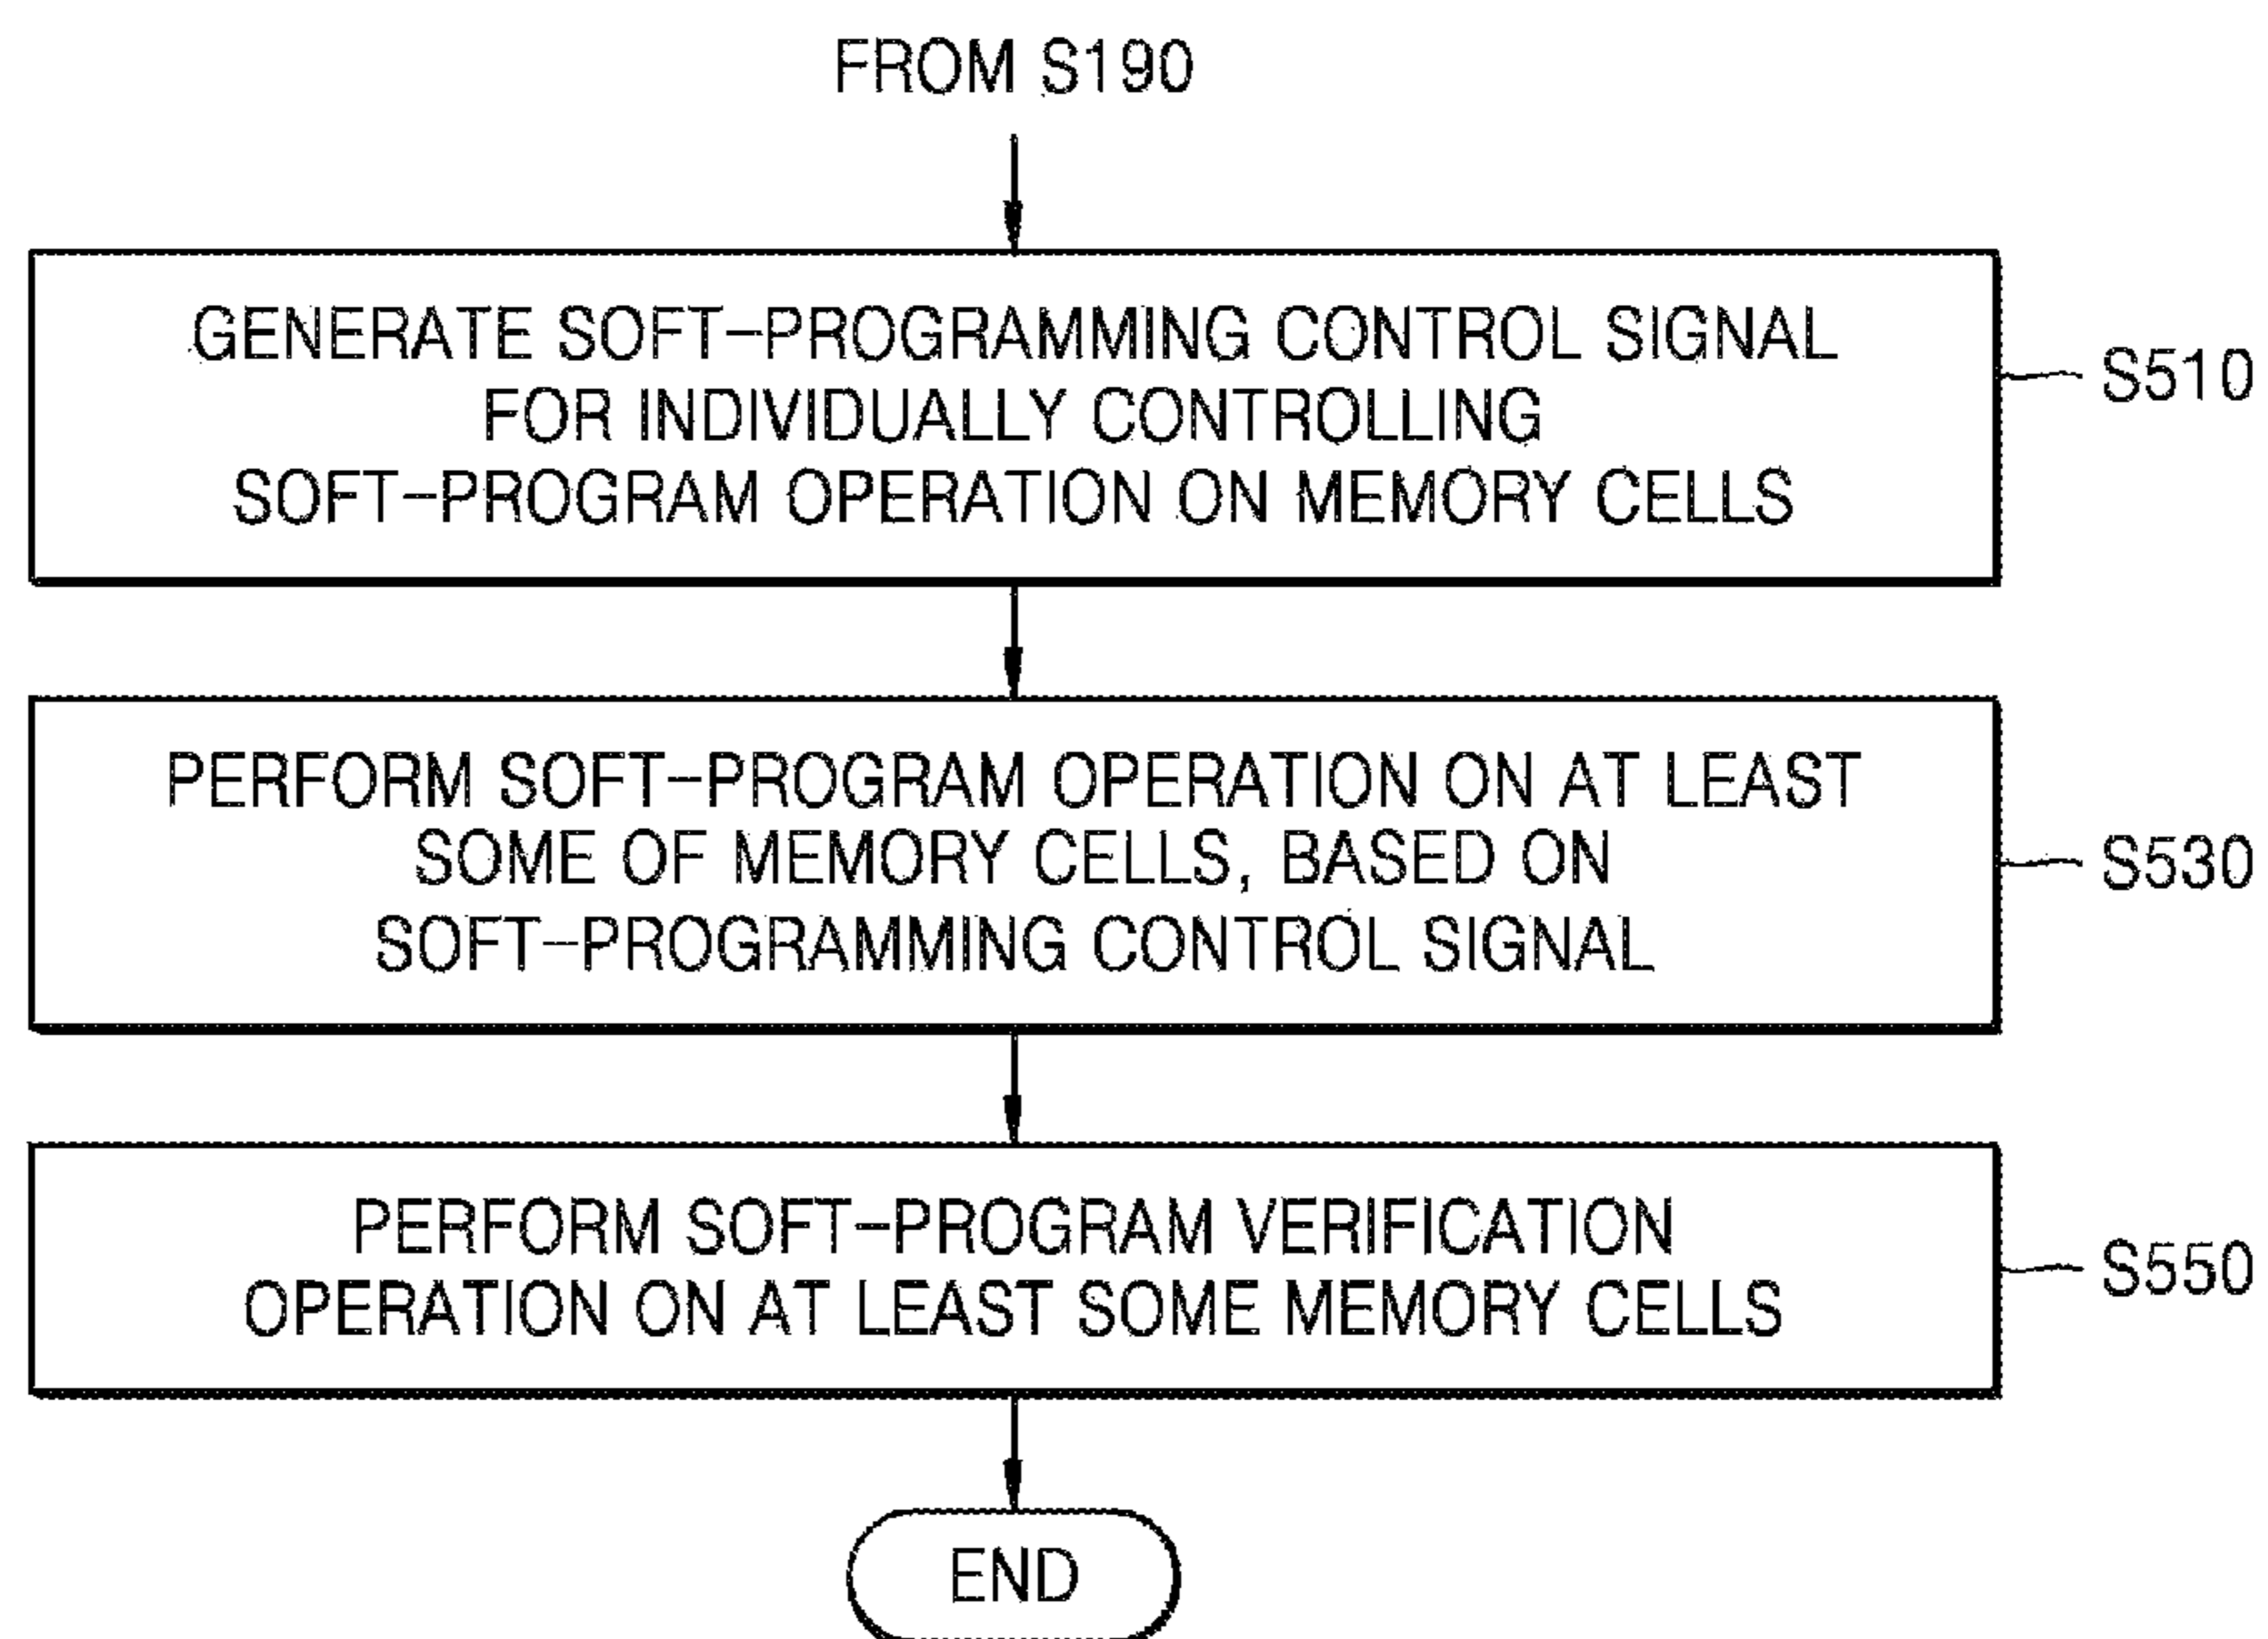 FROM S190
GENERATE SOFT-PROGRAMMING CONTROL SIGNAL
FOR INDIVIDUALLY CONTROLLING
SOFT-PROGRAM OPERATION ON MEMORY CELLS
S510
PERFORM SOFT-PROGRAM OPERATION ON AT LEAST
SOME OF MEMORY CELLS, BASED ON
SOFT-PROGRAMMING CONTROL SIGNAL
S530
PERFORM SOFT-PROGRAM VERIFICATION
OPERATION ON AT LEAST SOME MEMORY CELLS
S550
END